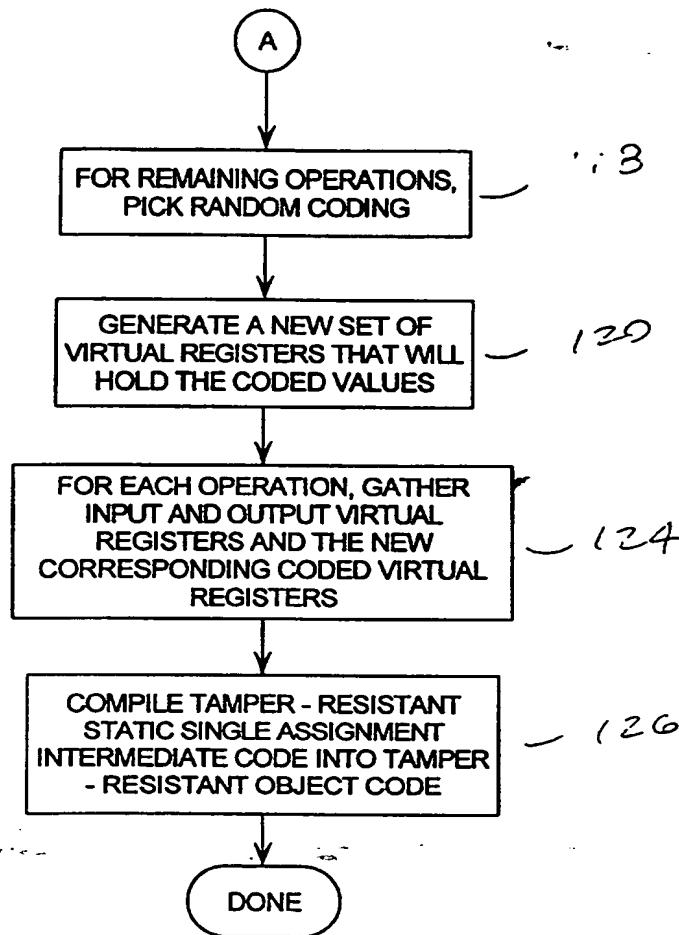 A
FOR REMAINING OPERATIONS,
PICK RANDOM CODING
GENERATE A NEW SET OF
VIRTUAL REGISTERS THAT WILL
HOLD THE CODED VALUES
120
FOR EACH OPERATION, GATHER
INPUT AND OUTPUT VIRTUAL
REGISTERS AND THE NEW
CORRESPONDING CODED VIRTUAL
REGISTERS
124
COMPILE TAMPER - RESISTANT
STATIC SINGLE ASSIGNMENT
INTERMEDIATE CODE INTO TAMPER
- RESISTANT OBJECT CODE
126
DONE